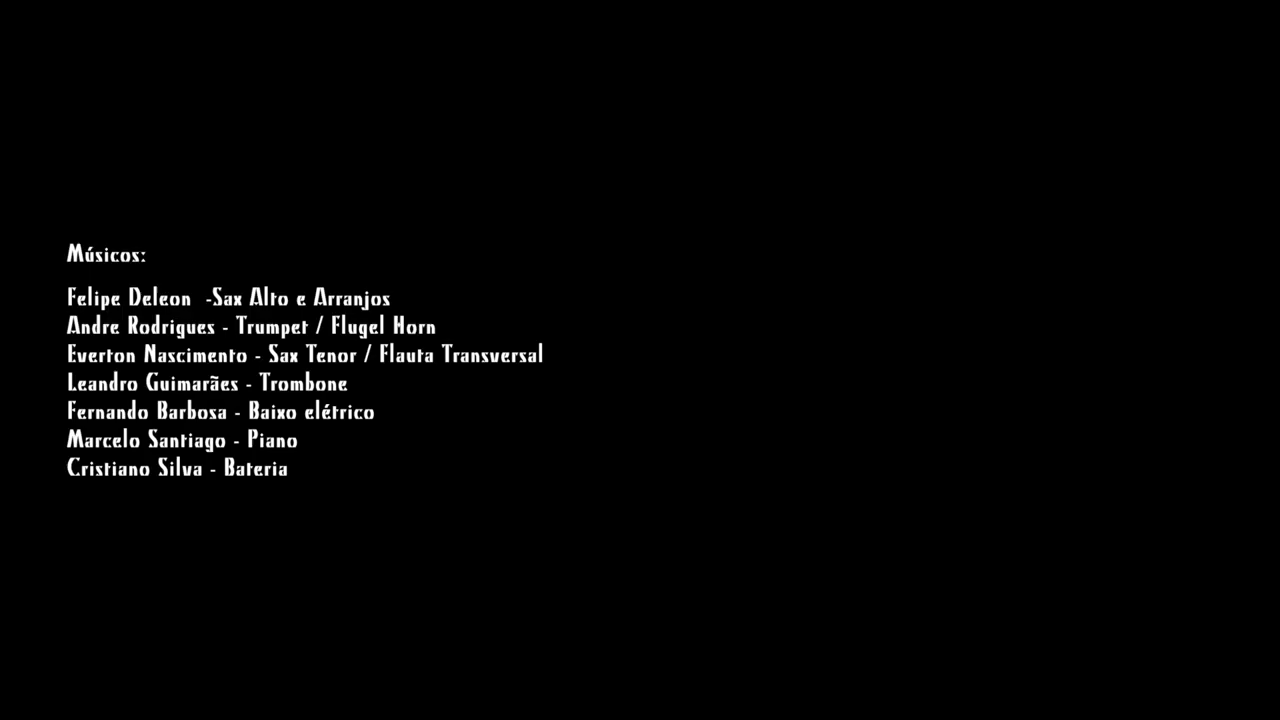 Músicos:
Felipe Deleon  -Sax Alto e Arranjos
Andre Rodrigues - Trumpet / Flugel Horn
Everton Nascimento - Sax Tenor / Flauta Transversal
Leandro Guimarães - Trombone
Fernando Barbosa - Baixo elétrico
Marcelo Santiago - Piano
Cristiano Silva - Bateria